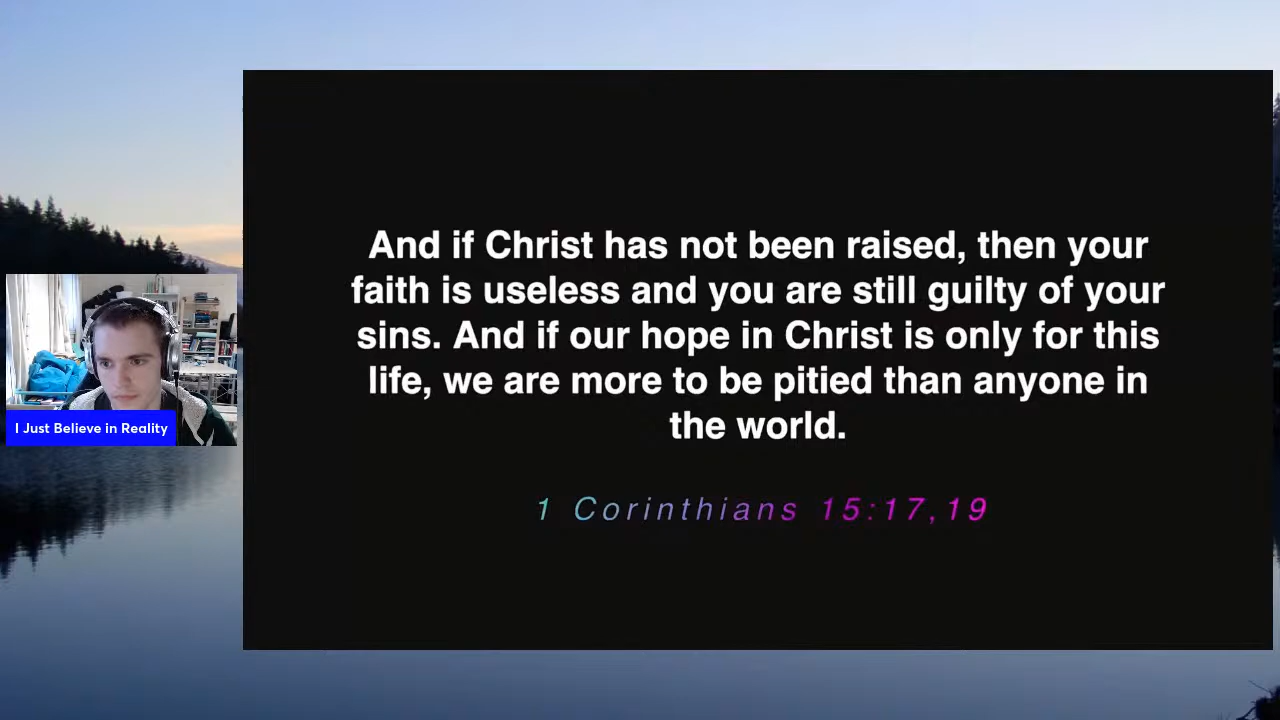 And if Christ has not been raised, then your
faith is useless and you are still guilty of your
sins. And if our hope in Christ is only for this
life, we are more to be pitied than anyone in
the world.
1 Corinthians 15:17,19
I Just Believe in Reality